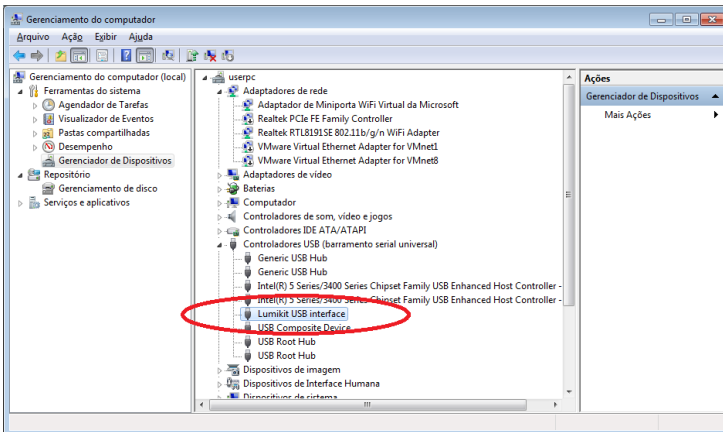 Gerenciamento do computador
Arquivo Ação Exibir Ajuda
Gerenciamento do computador (local)
Ferramentas do sistema
Agendador de Tarefas
Visualizador de Eventos
Pastas compartilhadas
Desempenho
Gerenciador de Dispositivos
Repositório
Gerenciamento de disco
Serviços e aplicativos
userpc
Adaptadores de rede
Adaptador de Miniporta WiFi Virtual da Microsoft
Realtek PCIe FE Family Controller
Realtek RTL8191SE 802.11b/g/n WiFi Adapter
VMware Virtual Ethernet Adapter for VMnet1
VMware Virtual Ethernet Adapter for VMnet8
Adaptadores de vídeo
Baterias
Computador
Controladores de som, vídeo e jogos
Controladores IDE ATA/ATAPI
Controladores USB (barramento serial universal)
Generic USB Hub
Generic USB Hub
Intel(R) 5 Series/3400 Series Chipset Family USB Enhanced Host Controller -
Intel(R) 5 Series/3400 Series Chipset Family USB Enhanced Host Controller -
Lumikit USB interface
USB Composite Device
USB Root Hub
USB Root Hub
Dispositivos de imagem
Dispositivos de Interface Humana
Dispositivos de sistema
Ações
Gerenciador de Dispositivos
Mais Ações